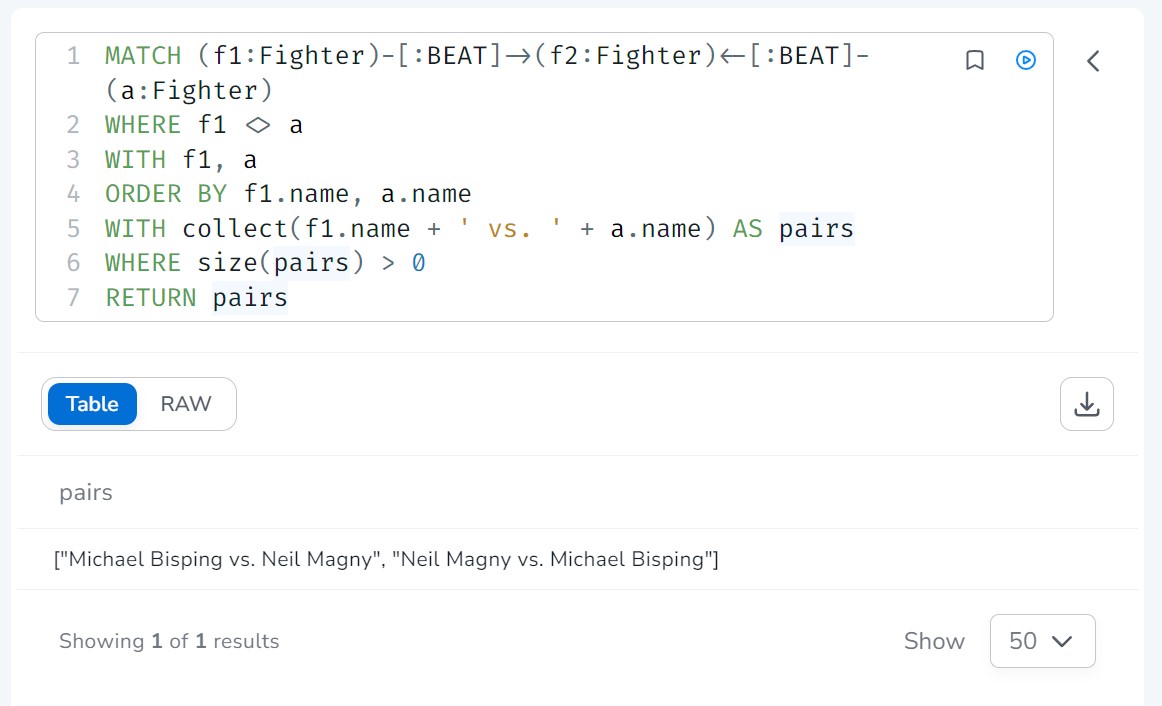 1 MATCH (f1:Fighter)-[:BEAT]->(f2:Fighter)<-[:BEAT]-
(a:Fighter)
2 WHERE f1 <> a
3 WITH f1, a
4 ORDER BY f1.name, a.name
5 WITH collect(f1.name + ' vs. ' + a.name) AS pairs
6 WHERE size(pairs) > 0
7 RETURN pairs
Table RAW
pairs
["Michael Bisping vs. Neil Magny", "Neil Magny vs. Michael Bisping"]
Showing 1 of 1 results Show 50